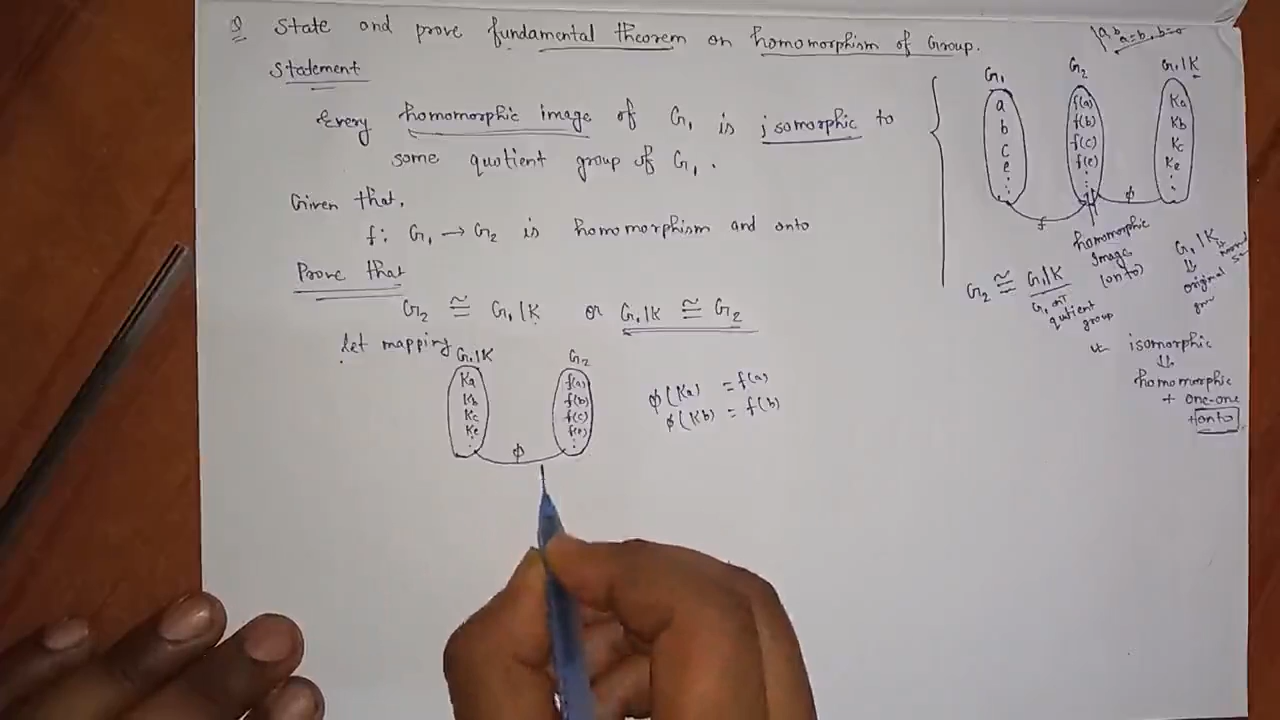 Q State and prove fundamental theorem on homomorphism of Group.
Statement
Every homomorphic image of G₁ is isomorphic to
some quotient group of G₁.
Given that,
f: G₁ → G₂ is homomorphism and onto
Prove that
G₂ ≅ G₁|K or G₁|K ≅ G₂
let mapping
G₁|K G₂
Ka f(a)
Kb f(b)
Kc f(c)
Ke f(e)
⋮ ⋮
ϕ
ϕ(Ka) = f(a)
ϕ(Kb) = f(b)
a=b, b=a
G₁ G₂ G₁|K
a f(a) Ka
b f(b) Kb
c f(c) Kc
e f(e) Ke
⋮ ⋮ ⋮
f ϕ
homomorphic
image
(onto)
G₂ ≅ G₁|K
qutient
group
G₁|K
⇓
original
isomorphic
⇓
homomorphic
+ one-one
+onto